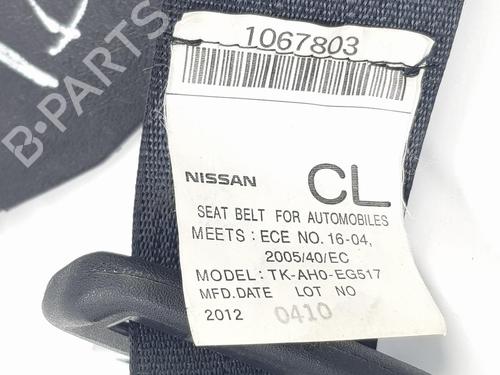 1067803
NISSAN CL
SEAT BELT FOR AUTOMOBILES
MEETS : ECE NO. 16-04,
2005/40/EC
MODEL: TK-AH0-EG517
MFD.DATE LOT NO
2012 0410
B-PARTS